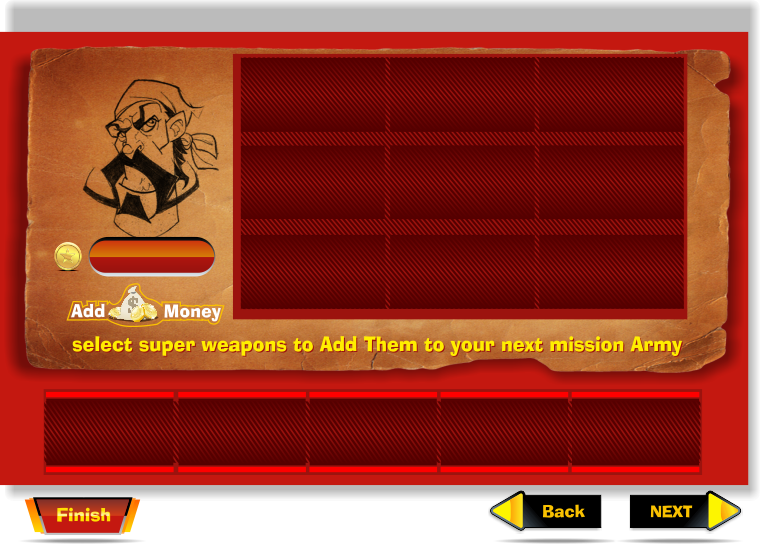 Add Money
select super weapons to Add Them to your next mission Army
Finish
Back
NEXT